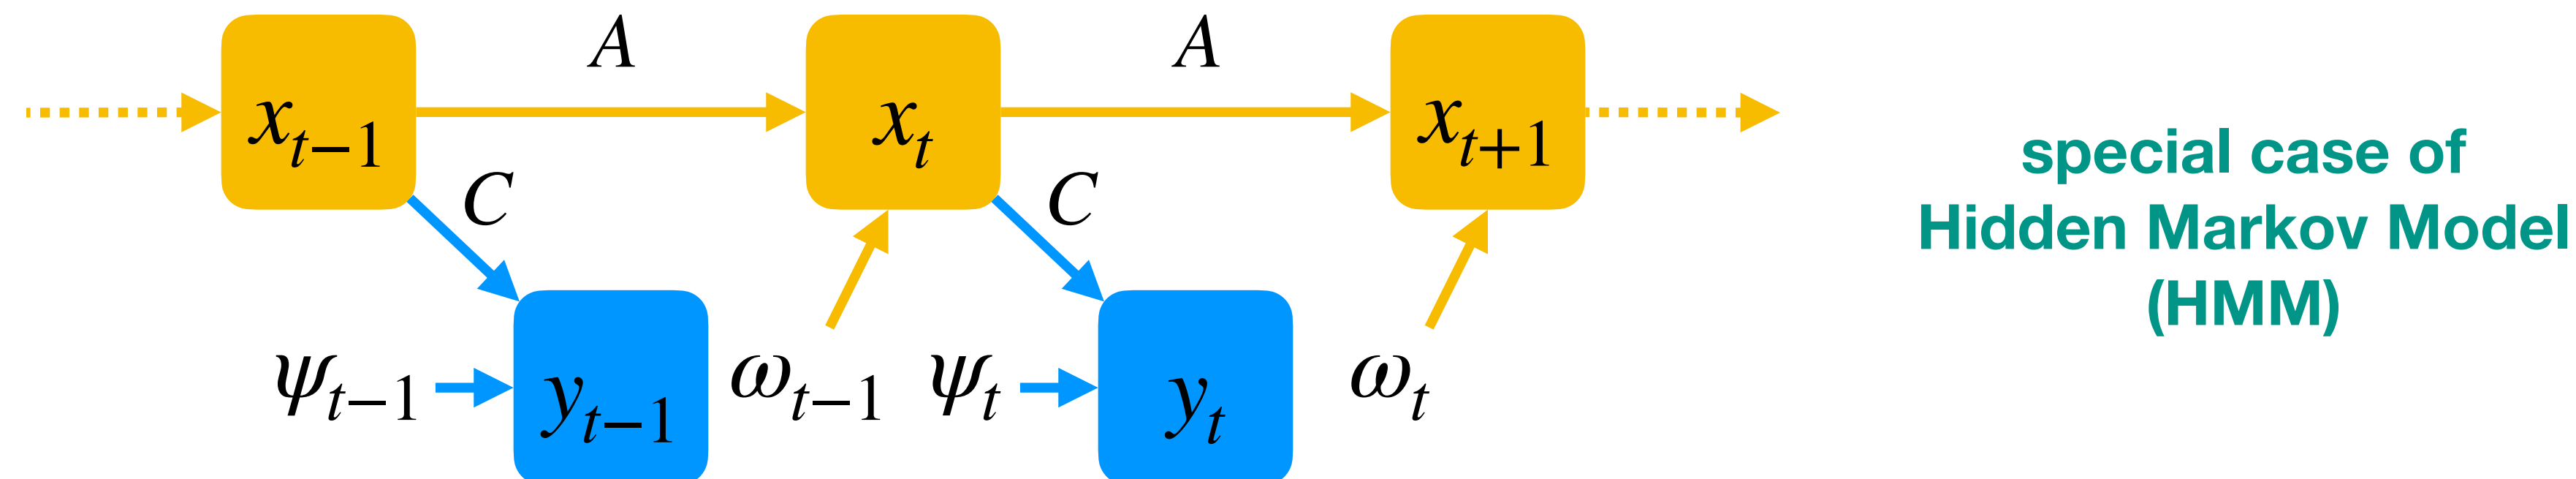 A A
x_{t−1} x_t x_{t+1}
C C
special case of
Hidden Markov Model
(HMM)
ψ_{t−1} y_{t−1} ω_{t−1} ψ_t y_t ω_t